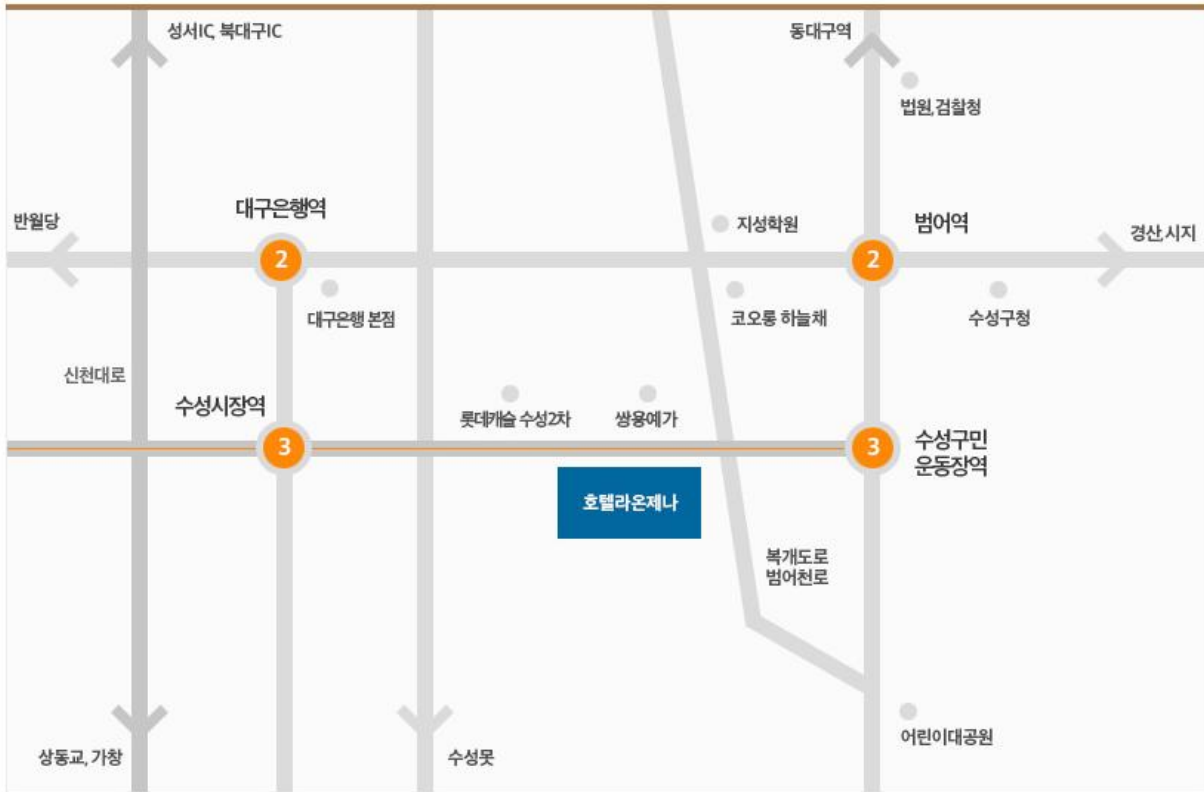 성서IC, 북대구IC
동대구역
법원,검찰청
대구은행역
반월당
지성학원
범어역
경산,시지
2
2
대구은행 본점
코오롱 하늘채
수성구청
신천대로
수성시장역
롯데캐슬 수성2차
쌍용예가
3
3
수성구민
운동장역
호텔라온제나
복개도로
범어천로
어린이대공원
상동교, 가창
수성못